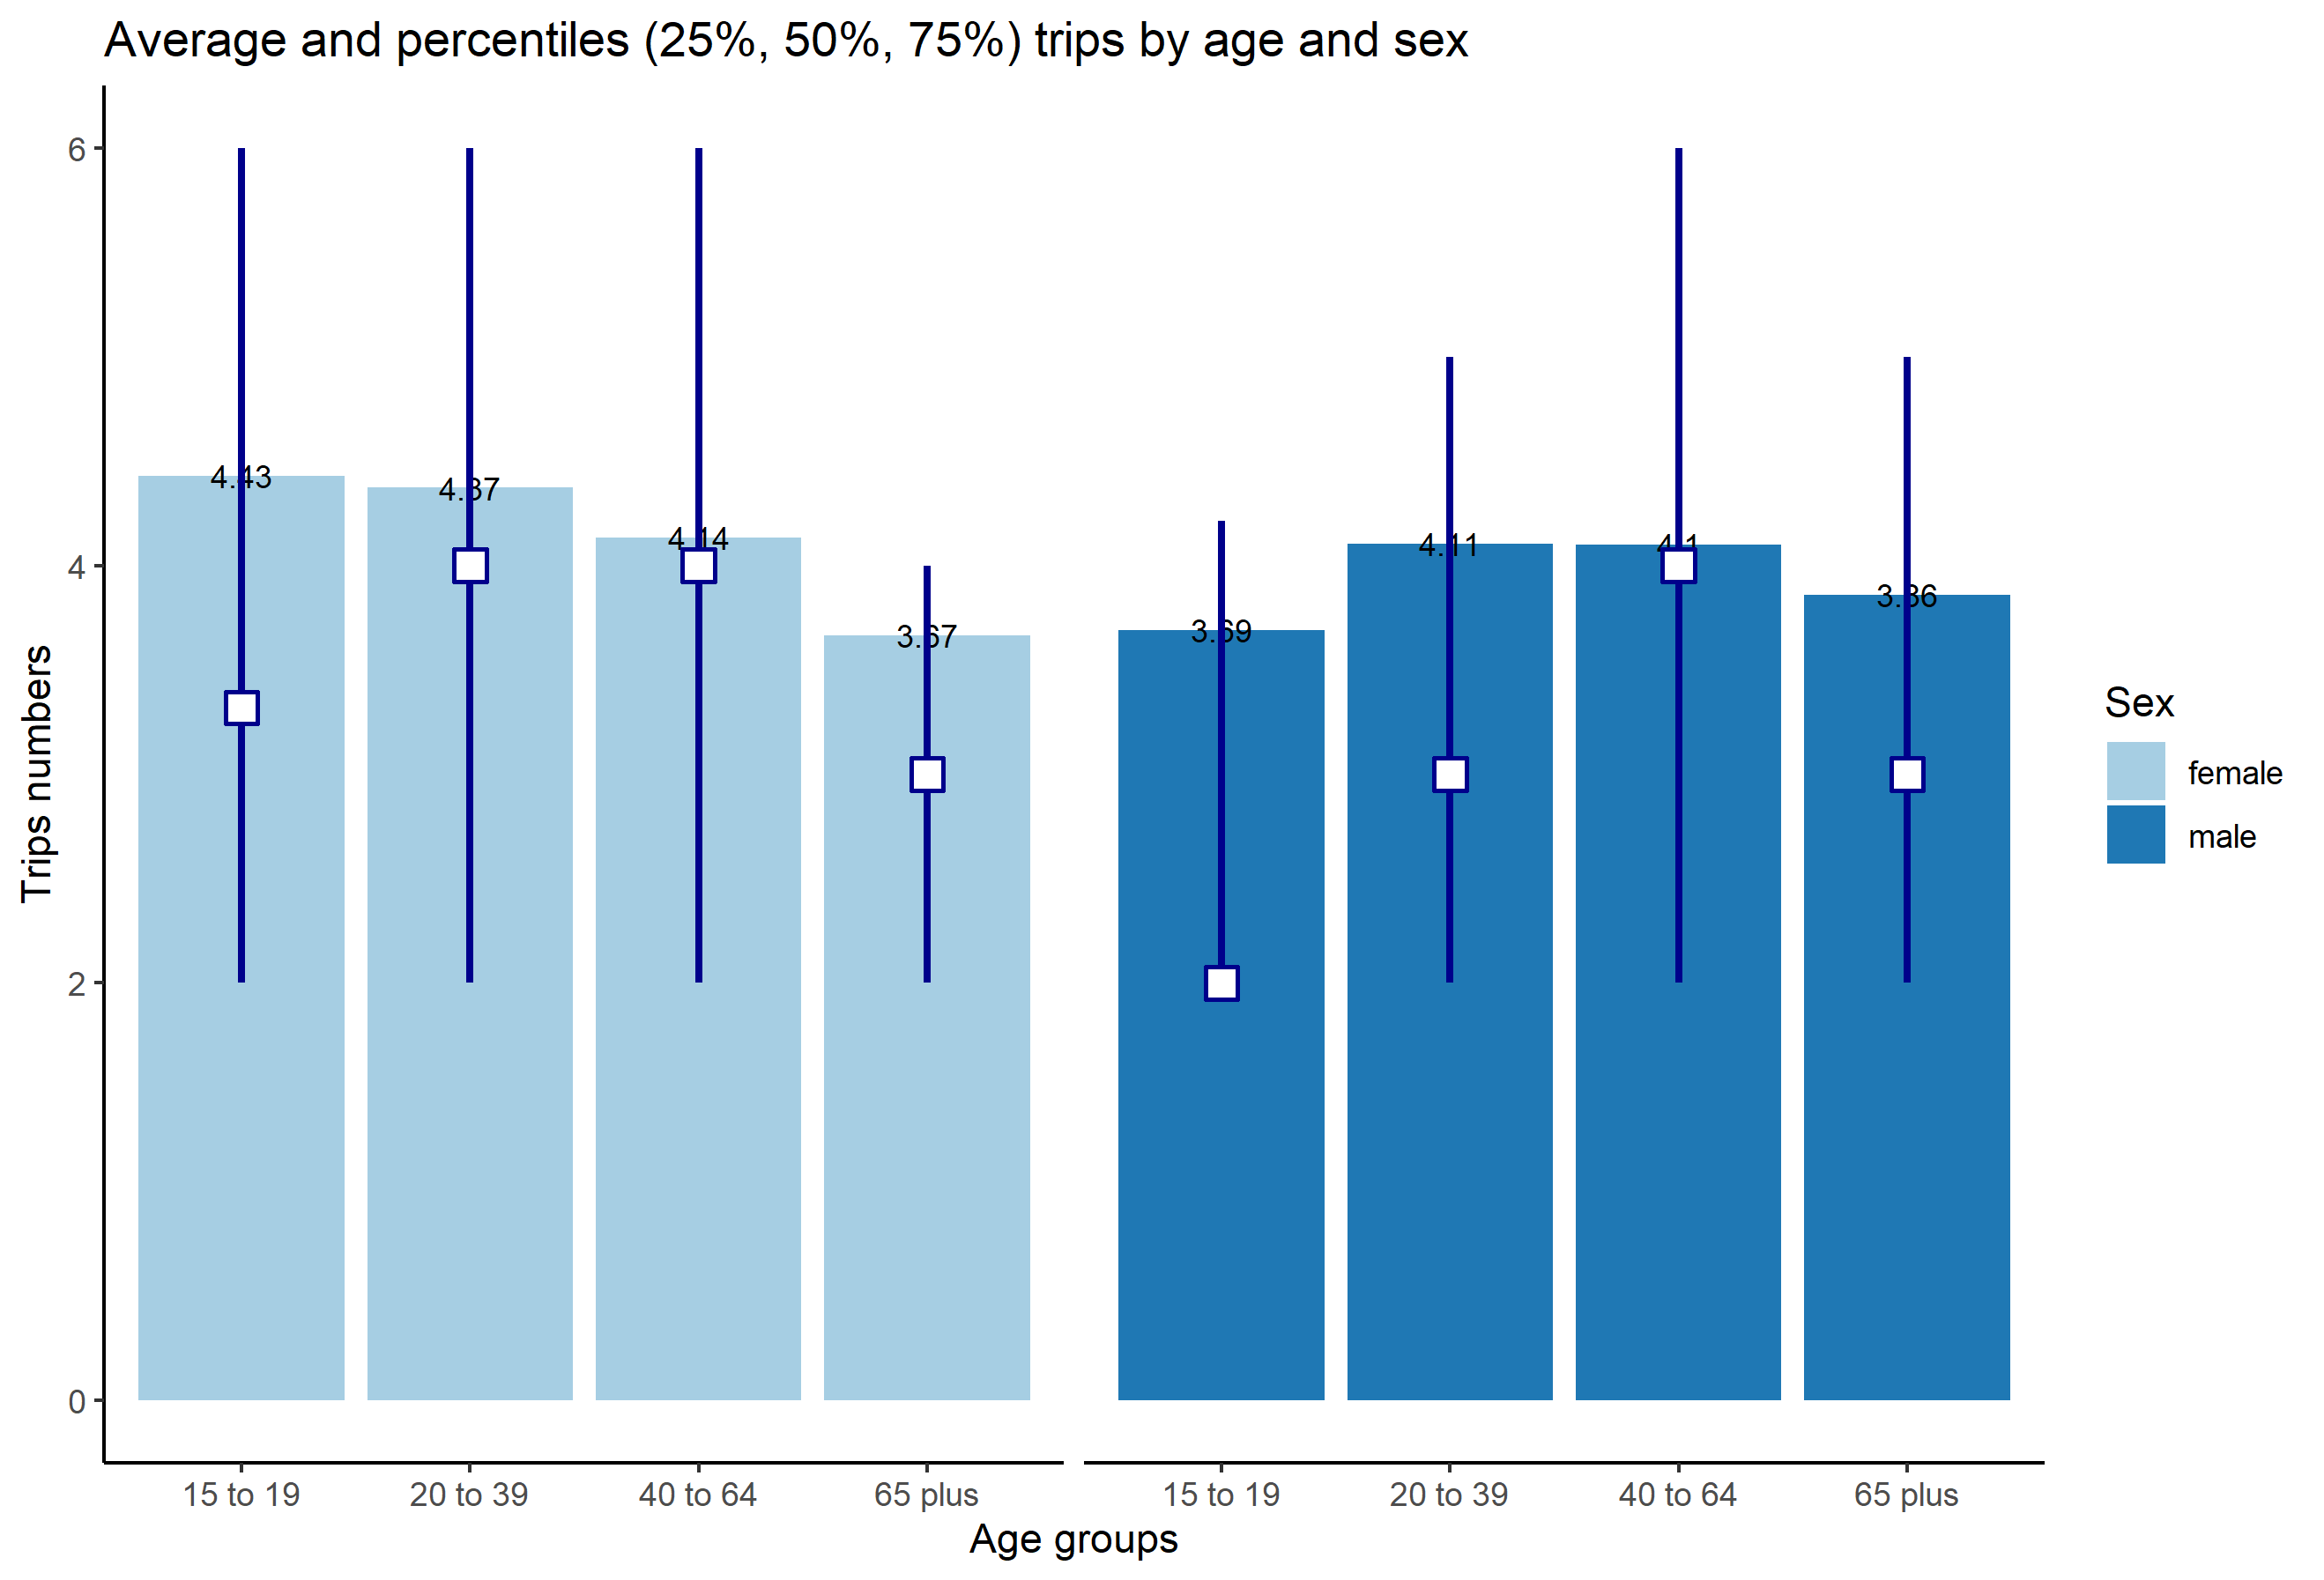 Average and percentiles (25%, 50%, 75%) trips by age and sex
Trips numbers
6
4
2
0
4.43
4.37
4.14
3.67
3.69
4.11
4.1
3.86
15 to 19
20 to 39
40 to 64
65 plus
15 to 19
20 to 39
40 to 64
65 plus
Age groups
Sex
female
male